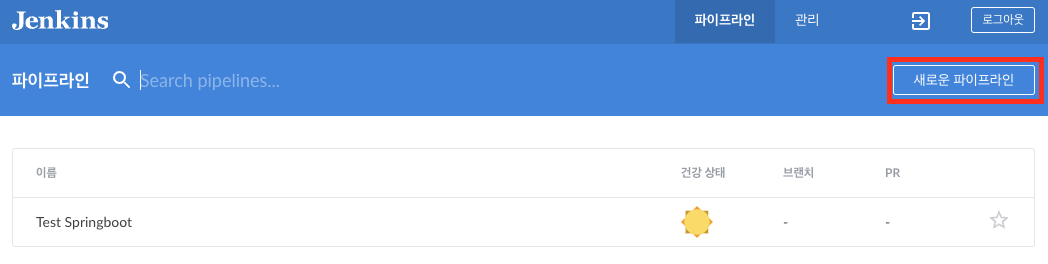 Jenkins 파이프라인 관리 로그아웃
파이프라인 Search pipelines... 새로운 파이프라인
이름 건강 상태 브랜치 PR
Test Springboot - -